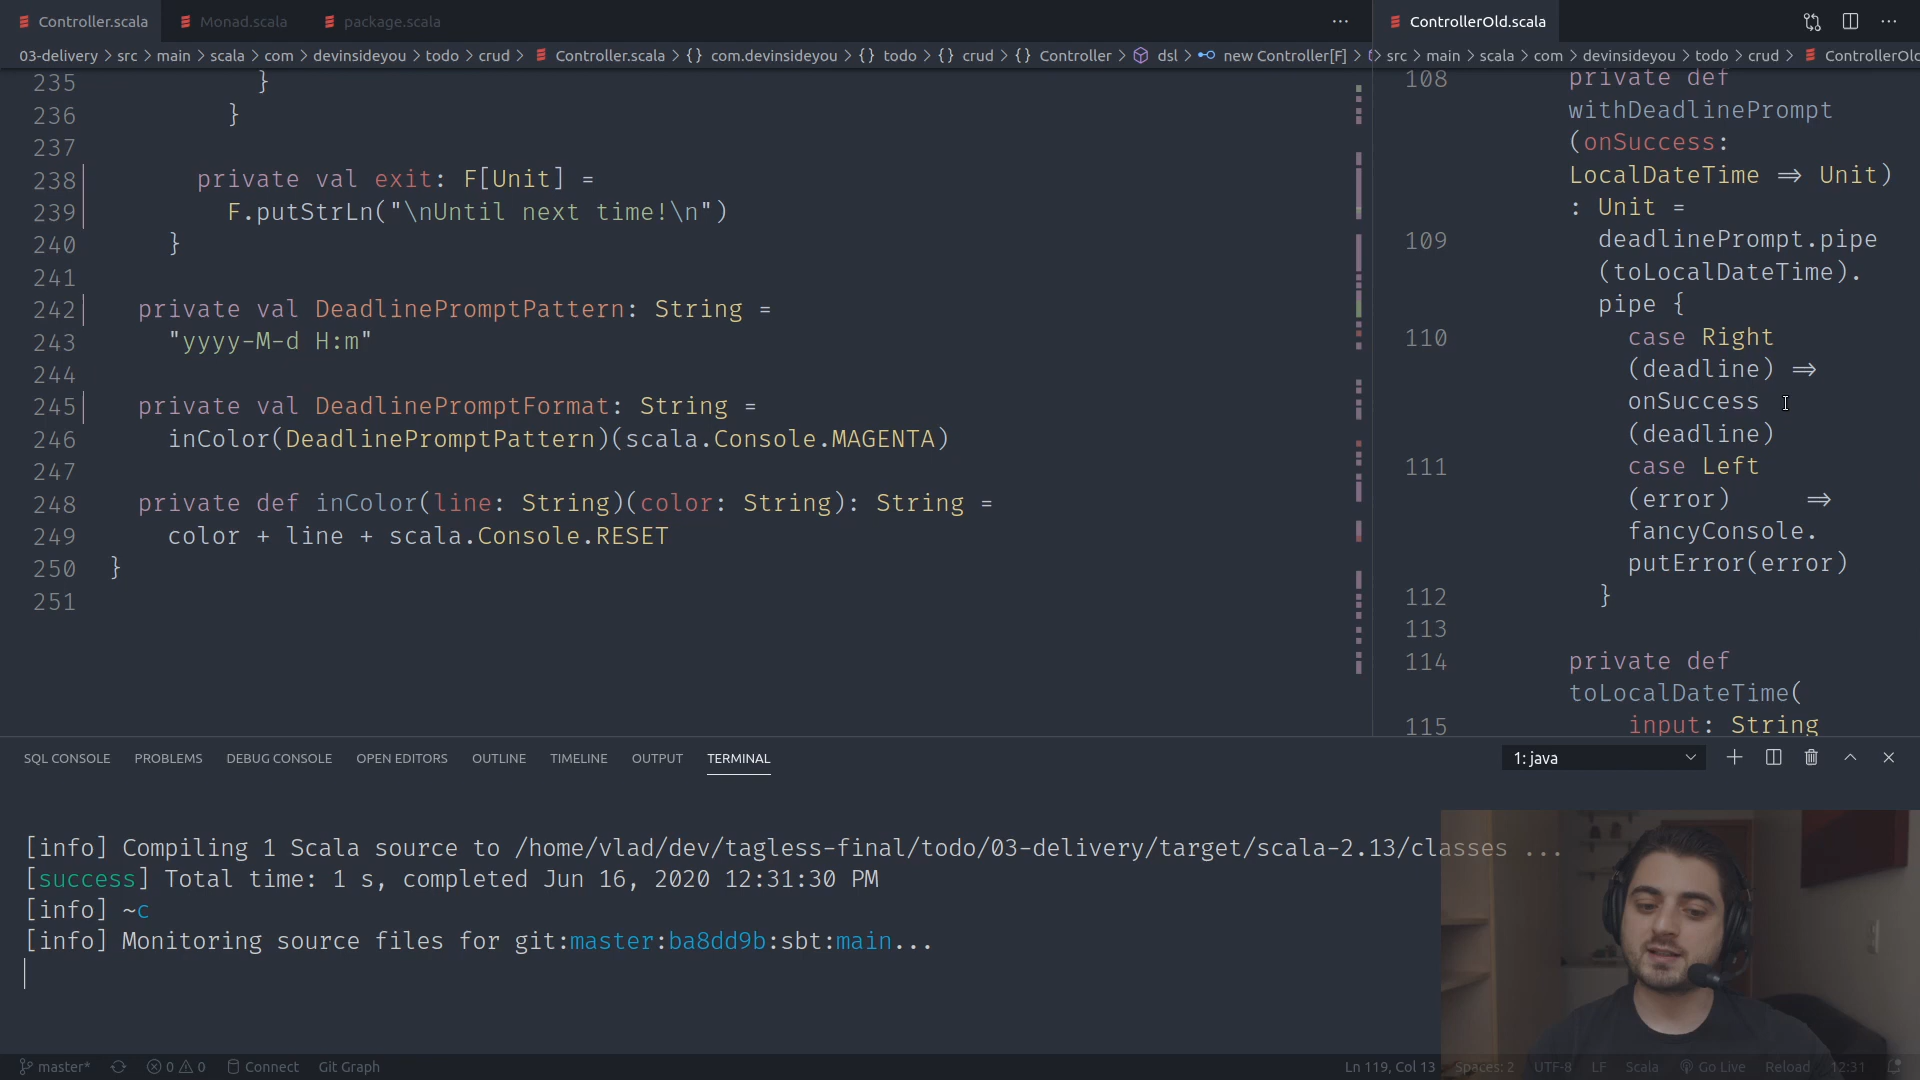 Controller.scala
Monad.scala
package.scala
···
ControllerOld.scala
···
03-delivery > src > main > scala > com > devinsideyou > todo > crud > Controller.scala > {} com.devinsideyou > {} todo > {} crud > {} Controller > dsl > new Controller[F] >
src > main > scala > com > devinsideyou > todo > crud > ControllerOld
235 }
236 }
237
238 private val exit: F[Unit] =
239 F.putStrLn("\nUntil next time!\n")
240 }
241
242 private val DeadlinePromptPattern: String =
243 "yyyy-M-d H:m"
244
245 private val DeadlinePromptFormat: String =
246 inColor(DeadlinePromptPattern)(scala.Console.MAGENTA)
247
248 private def inColor(line: String)(color: String): String =
249 color + line + scala.Console.RESET
250 }
251
108 private def
withDeadlinePrompt
(onSuccess:
LocalDateTime ⇒ Unit)
: Unit =
109 deadlinePrompt.pipe
(toLocalDateTime).
pipe {
110 case Right
(deadline) ⇒
onSuccess
(deadline)
111 case Left
(error) ⇒
fancyConsole.
putError(error)
112 }
113
114 private def
toLocalDateTime(
115 input: String
SQL CONSOLE
PROBLEMS
DEBUG CONSOLE
OPEN EDITORS
OUTLINE
TIMELINE
OUTPUT
TERMINAL
1: java
[info] Compiling 1 Scala source to /home/vlad/dev/tagless-final/todo/03-delivery/target/scala-2.13/classes ...
[success] Total time: 1 s, completed Jun 16, 2020 12:31:30 PM
[info] ~c
[info] Monitoring source files for git:master:ba8dd9b:sbt:main...
master*
0 0
Connect
Git Graph
Ln 119, Col 13
Spaces: 2
UTF-8
LF
Scala
Go Live
Reload
12:31